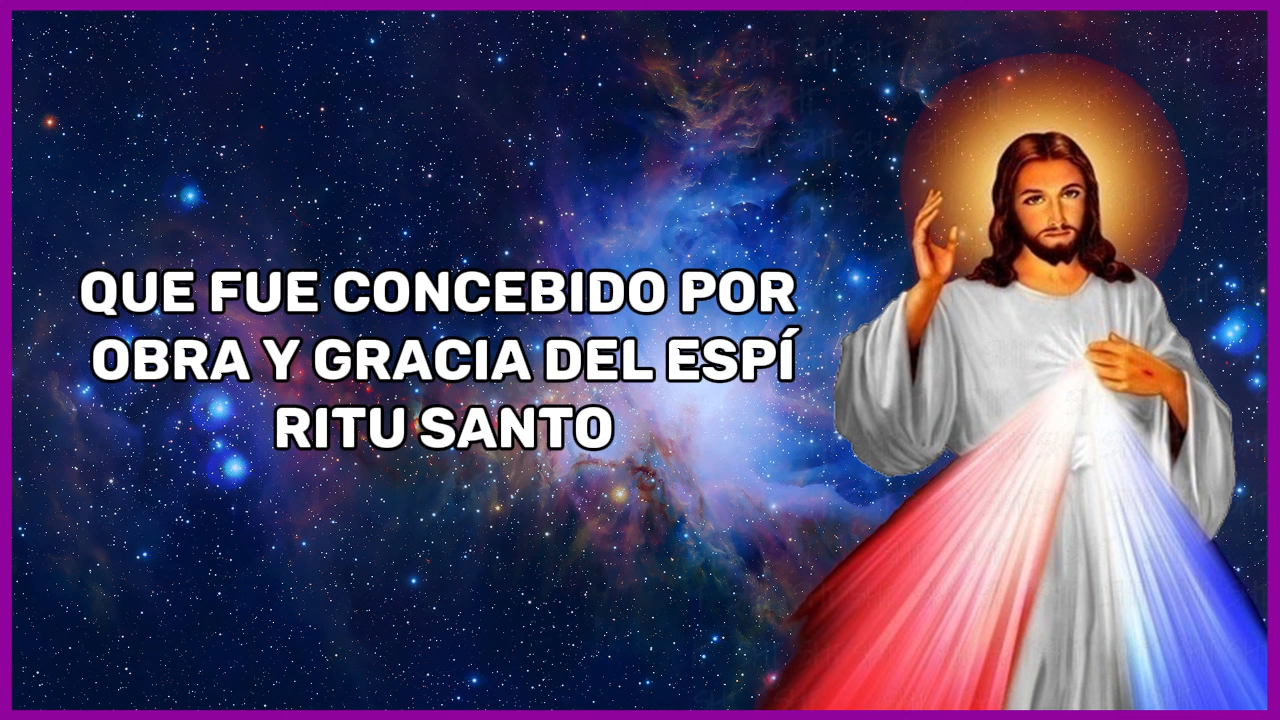 QUE FUE CONCEBIDO POR
OBRA Y GRACIA DEL ESPÍ
RITU SANTO